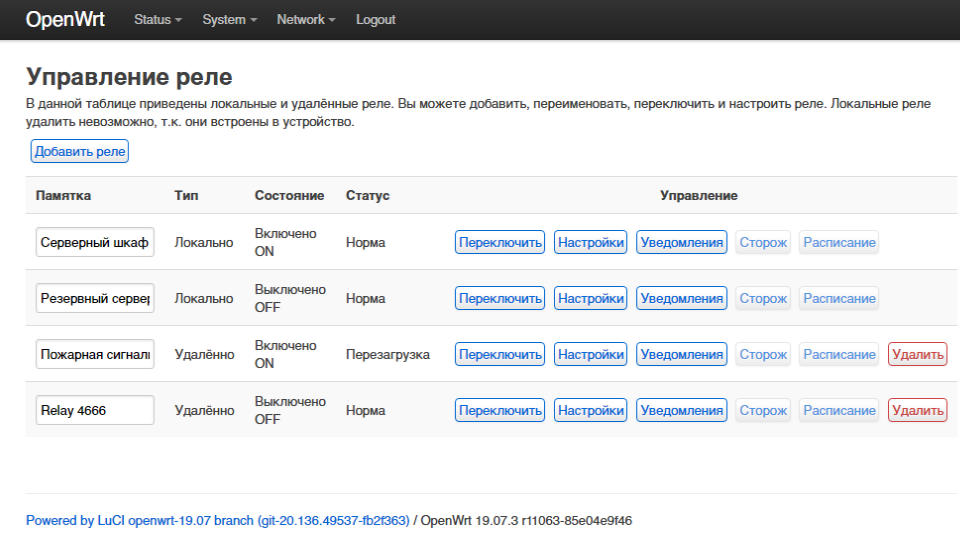 OpenWrt Status System Network Logout
Управление реле
В данной таблице приведены локальные и удалённые реле. Вы можете добавить, переименовать, переключить и настроить реле. Локальные реле
удалить невозможно, т.к. они встроены в устройство.
Добавить реле
Памятка Тип Состояние Статус Управление
Серверный шкаф Локально Включено ON Норма Переключить Настройки Уведомления Сторож Расписание
Резервный сервер Локально Выключено OFF Норма Переключить Настройки Уведомления Сторож Расписание
Пожарная сигналı Удалённо Включено ON Перезагрузка Переключить Настройки Уведомления Сторож Расписание Удалить
Relay 4666 Удалённо Выключено OFF Норма Переключить Настройки Уведомления Сторож Расписание Удалить
Powered by LuCI openwrt-19.07 branch (git-20.136.49537-fb2f363) / OpenWrt 19.07.3 r11063-85e04e9f46